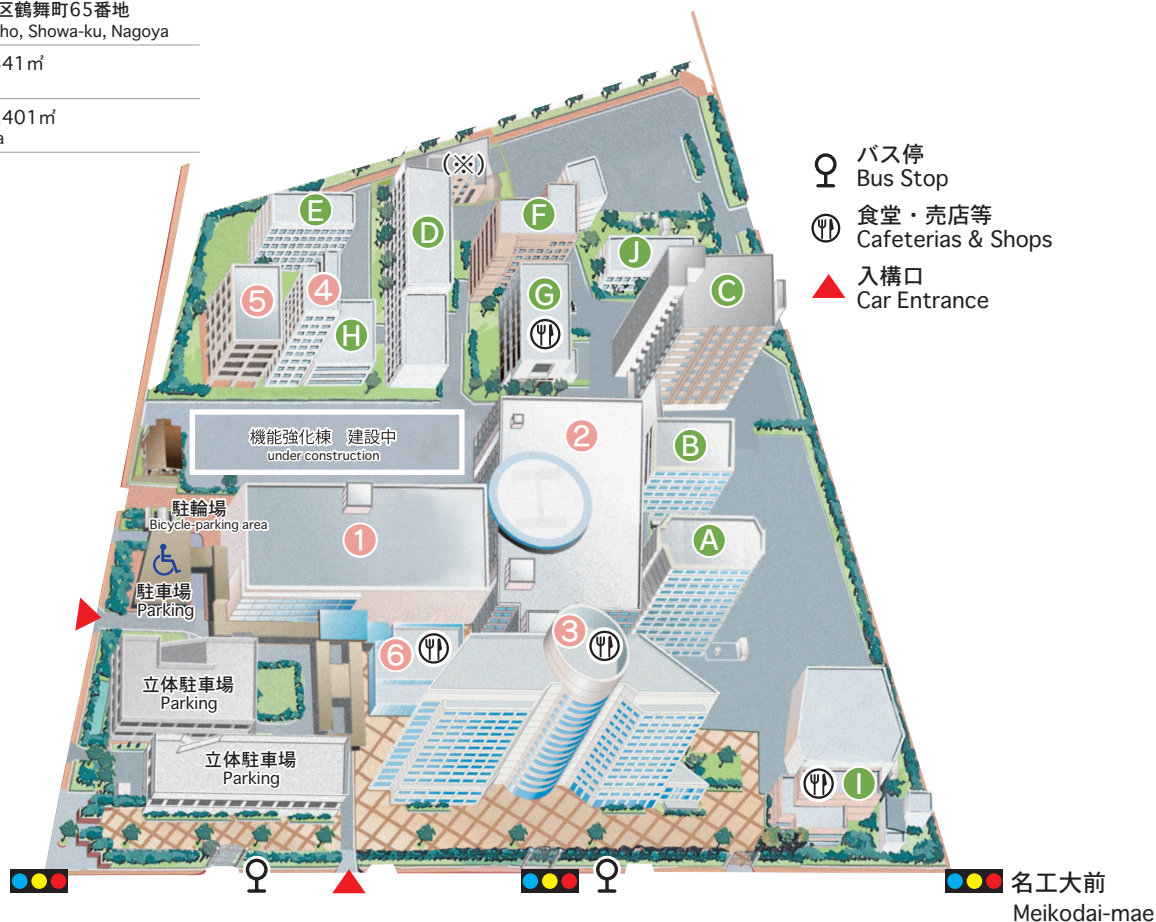 区鶴舞町65番地
ho, Showa-ku, Nagoya
41㎡
401㎡
a
(※)
バス停
Bus Stop
食堂・売店等
Cafeterias & Shops
入構口
Car Entrance
E
D
F
J
C
5
4
G
H
2
B
機能強化棟 建設中
under construction
駐輪場
Bicycle-parking area
1
A
駐車場
Parking
3
6
立体駐車場
Parking
立体駐車場
Parking
I
名工大前
Meikodai-mae